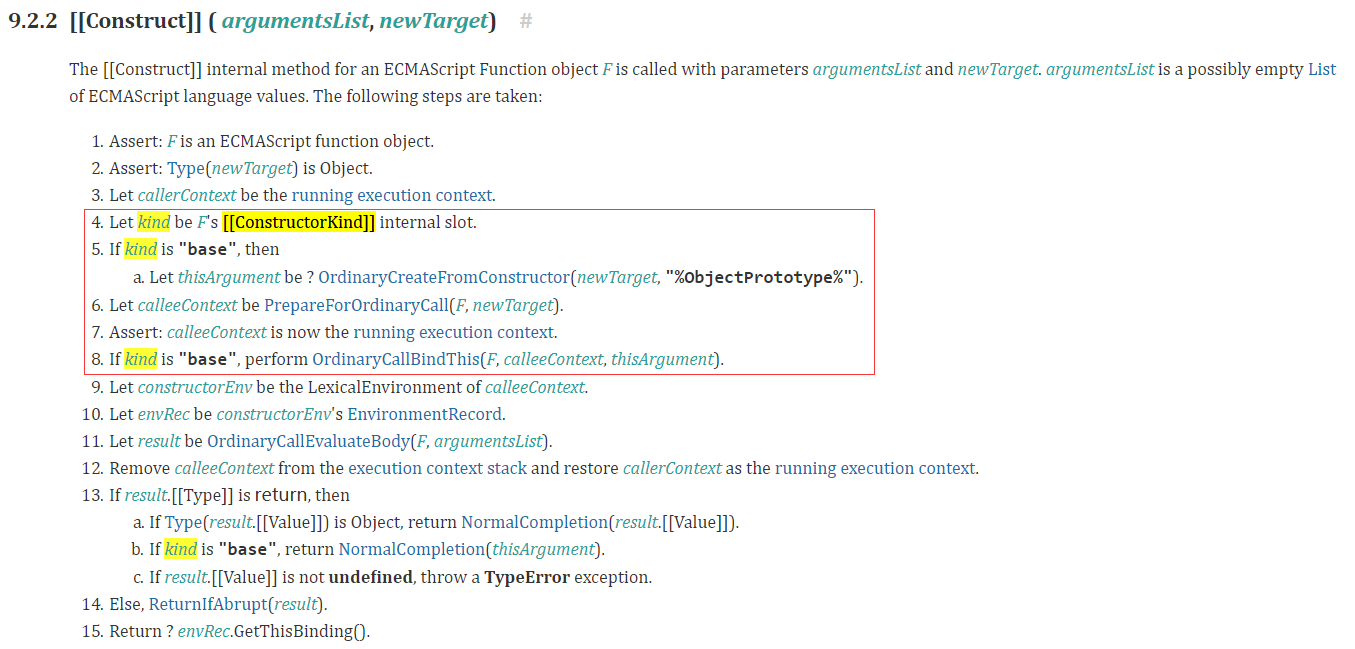 9.2.2 [[Construct]] ( argumentsList, newTarget) #
The [[Construct]] internal method for an ECMAScript Function object F is called with parameters argumentsList and newTarget. argumentsList is a possibly empty List
of ECMAScript language values. The following steps are taken:
1. Assert: F is an ECMAScript function object.
2. Assert: Type(newTarget) is Object.
3. Let callerContext be the running execution context.
4. Let kind be F's [[ConstructorKind]] internal slot.
5. If kind is "base", then
a. Let thisArgument be ? OrdinaryCreateFromConstructor(newTarget, "%ObjectPrototype%").
6. Let calleeContext be PrepareForOrdinaryCall(F, newTarget).
7. Assert: calleeContext is now the running execution context.
8. If kind is "base", perform OrdinaryCallBindThis(F, calleeContext, thisArgument).
9. Let constructorEnv be the LexicalEnvironment of calleeContext.
10. Let envRec be constructorEnv's EnvironmentRecord.
11. Let result be OrdinaryCallEvaluateBody(F, argumentsList).
12. Remove calleeContext from the execution context stack and restore callerContext as the running execution context.
13. If result.[[Type]] is return, then
a. If Type(result.[[Value]]) is Object, return NormalCompletion(result.[[Value]]).
b. If kind is "base", return NormalCompletion(thisArgument).
c. If result.[[Value]] is not undefined, throw a TypeError exception.
14. Else, ReturnIfAbrupt(result).
15. Return ? envRec.GetThisBinding().